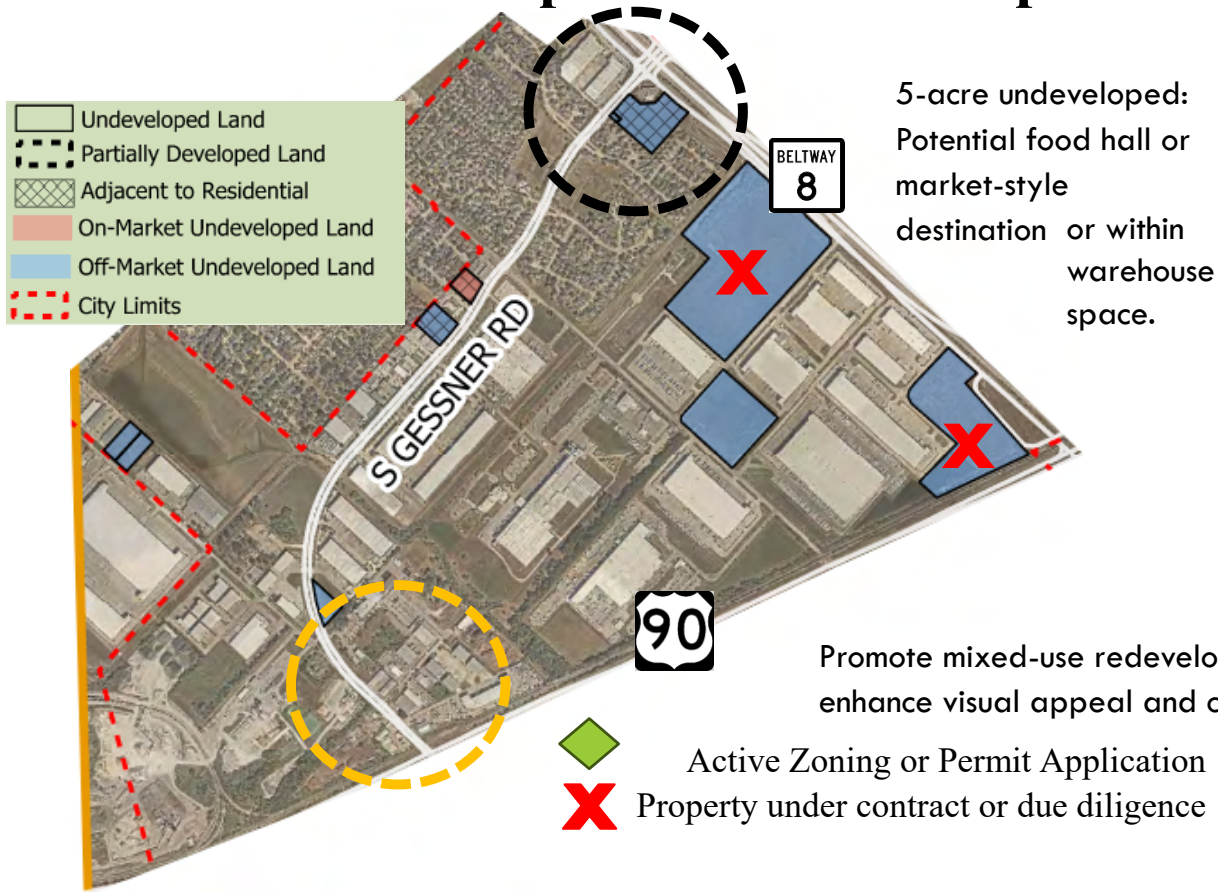 Undeveloped Land
Partially Developed Land
Adjacent to Residential
On-Market Undeveloped Land
Off-Market Undeveloped Land
City Limits
BELTWAY
8
5-acre undeveloped:
Potential food hall or
market-style
destination or within
warehouse
space.
S GESSNER RD
90
Promote mixed-use redevelo
enhance visual appeal and
Active Zoning or Permit Application
X Property under contract or due diligence
X
X